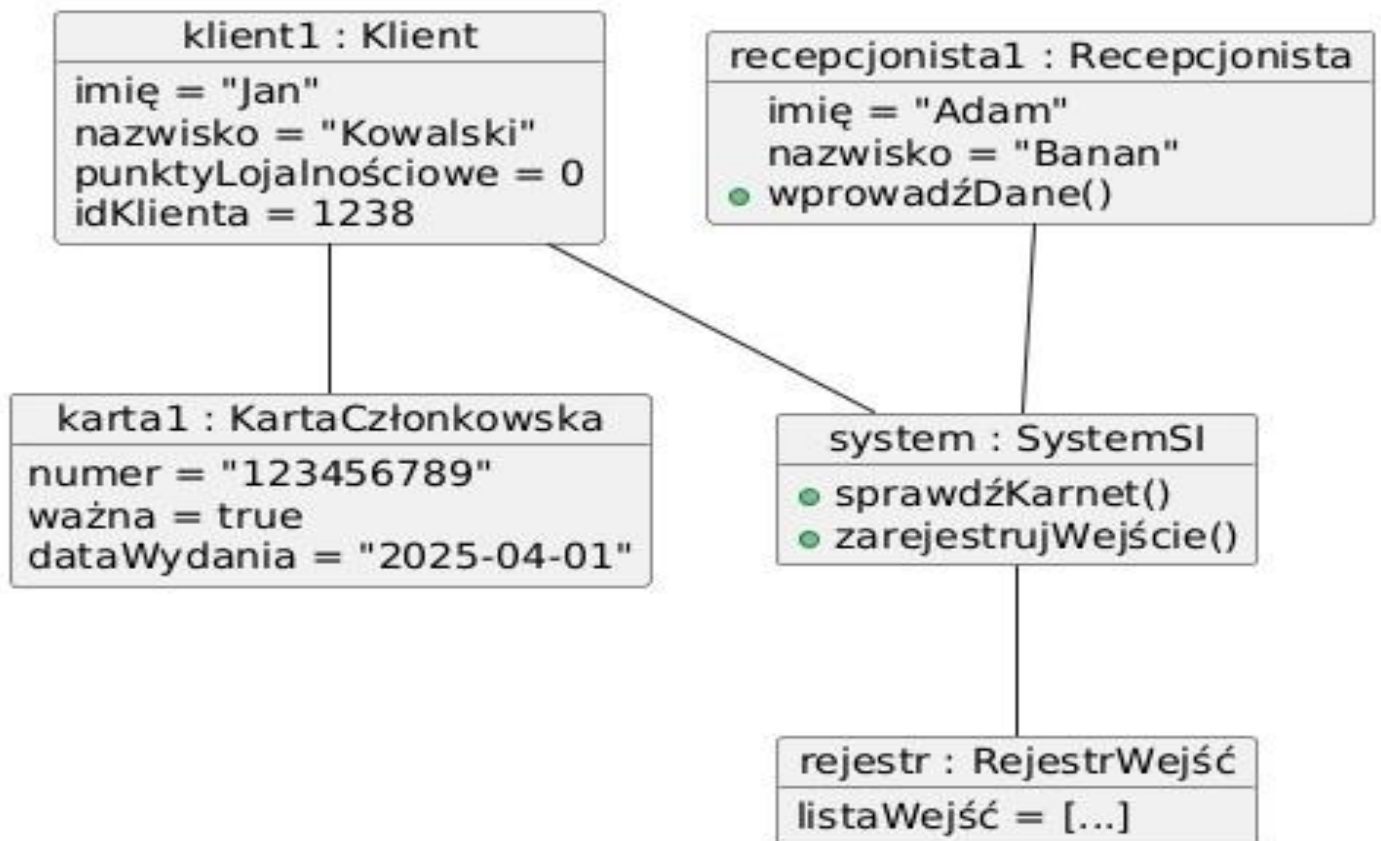 klient1 : Klient
imię = "Jan"
nazwisko = "Kowalski"
punktyLojalnościowe = 0
idKlienta = 1238
recepcjonista1 : Recepcjonista
imię = "Adam"
nazwisko = "Banan"
wprowadźDane()
karta1 : KartaCzłonkowska
numer = "123456789"
ważna = true
dataWydania = "2025-04-01"
system : SystemSI
sprawdźKarnet()
zarejestrujWejście()
rejestr : RejestrWejść
listaWejść = [...]